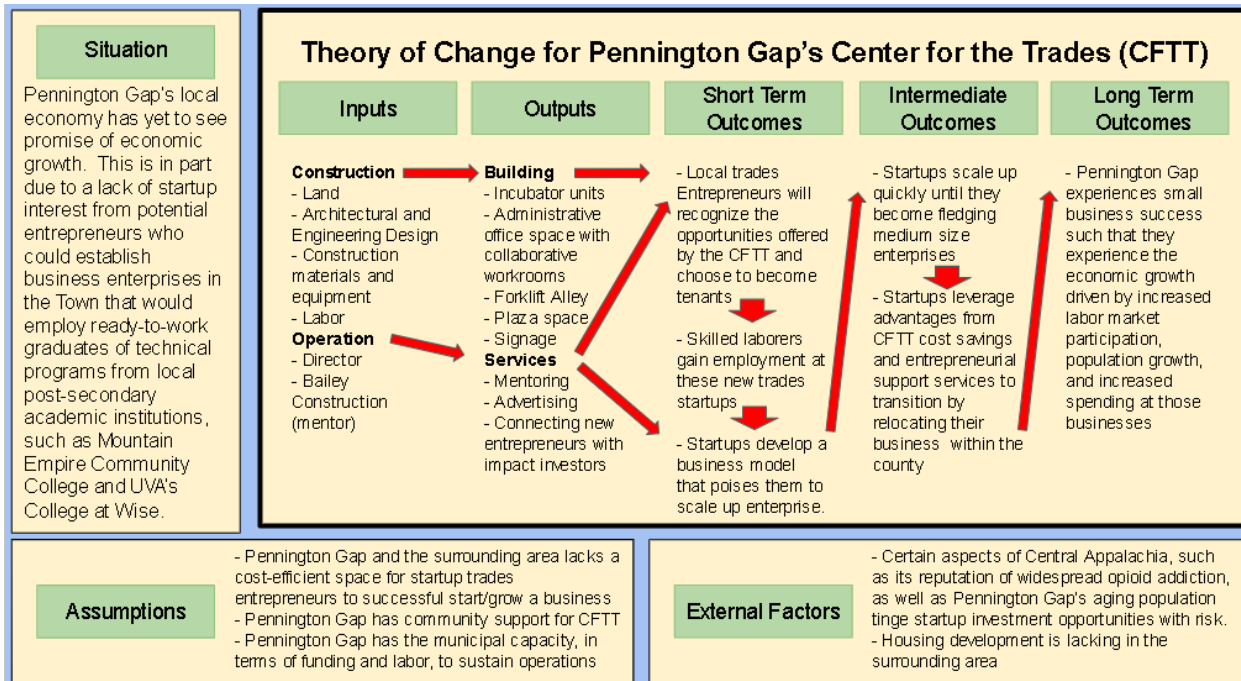 Situation
Pennington Gap's local
economy has yet to see
promise of economic
growth. This is in part
due to a lack of startup
interest from potential
entrepreneurs who
could establish
business enterprises in
the Town that would
employ ready-to-work
graduates of technical
programs from local
post-secondary
academic institutions,
such as Mountain
Empire Community
College and UVA's
College at Wise.
Theory of Change for Pennington Gap's Center for the Trades (CFTT)
Inputs
Construction
- Land
- Architectural and
Engineering Design
- Construction
materials and
equipment
- Labor
Operation
- Director
- Bailey
Construction
(mentor)
Outputs
Building
- Incubator units
- Administrative
office space with
collaborative
workrooms
- Forklift Alley
- Plaza space
- Signage
Services
- Mentoring
- Advertising
- Connecting new
entrepreneurs with
impact investors
Short Term
Outcomes
- Local trades
Entrepreneurs will
recognize the
opportunities offered
by the CFTT and
choose to become
tenants
- Skilled laborers
gain employment at
these new trades
startups
- Startups develop a
business model
that poises them to
scale up enterprise.
Intermediate
Outcomes
- Startups scale up
quickly until they
become fledging
medium size
enterprises
- Startups leverage
advantages from
CFTT cost savings
and entrepreneurial
support services to
transition by
relocating their
business within the
county
Long Term
Outcomes
- Pennington Gap
experiences small
business success
such that they
experience the
economic growth
driven by increased
labor market
participation,
population growth,
and increased
spending at those
businesses
Assumptions
- Pennington Gap and the surrounding area lacks a
cost-efficient space for startup trades
entrepreneurs to successful start/grow a business
- Pennington Gap has community support for CFTT
- Pennington Gap has the municipal capacity, in
terms of funding and labor, to sustain operations
External Factors
- Certain aspects of Central Appalachia, such
as its reputation of widespread opioid addiction,
as well as Pennington Gap's aging population
tinge startup investment opportunities with risk.
- Housing development is lacking in the
surrounding area